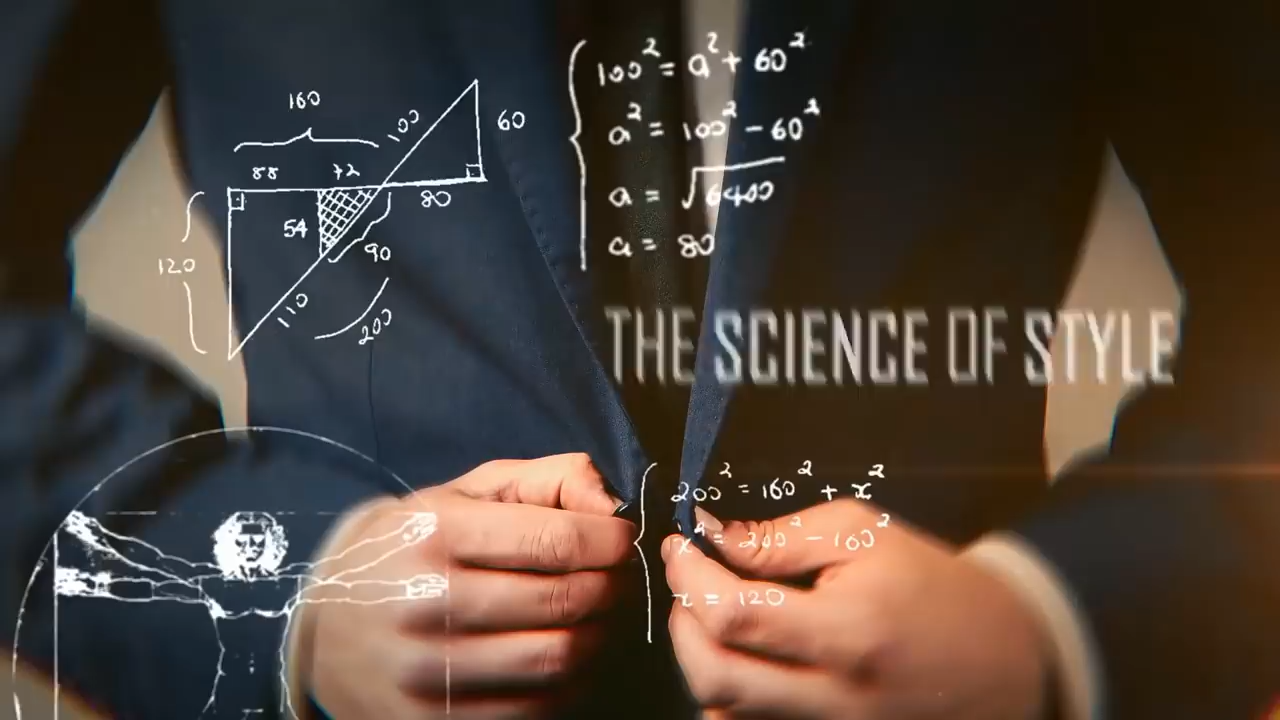 160
100
60
88 72
80
54
90
120
110
200
100² = a² + 60²
a² = 100² - 60²
a = √6400
a = 80
THE SCIENCE OF STYLE
200² = 160² + x²
x² = 200² - 160²
x = 120